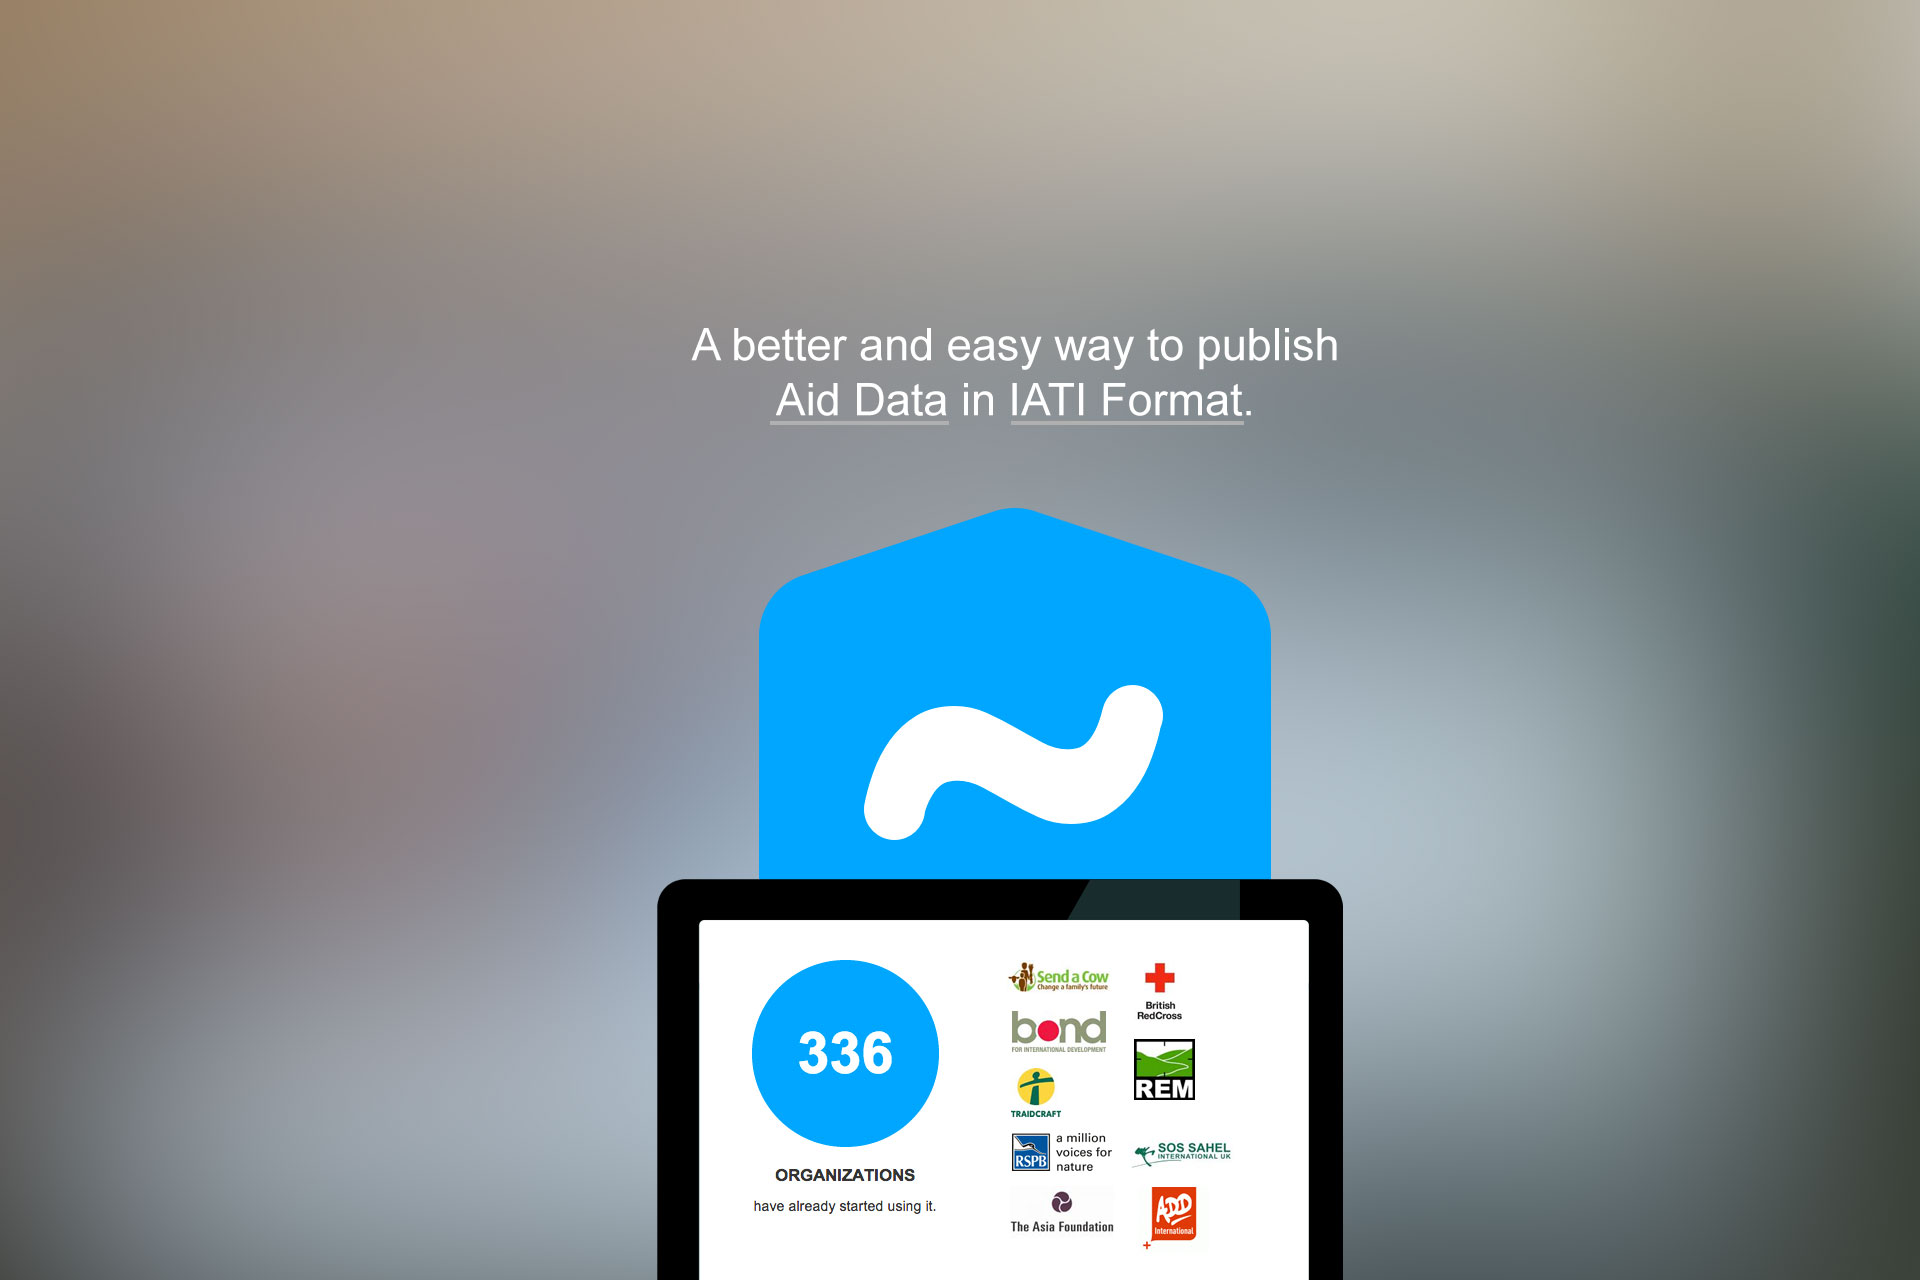 A better and easy way to publish
Aid Data in IATI Format.
336
ORGANIZATIONS
have already started using it.
Send a Cow
Change a family's future
British
RedCross
bond
FOR INTERNATIONAL DEVELOPMENT
REM
TRAIDCRAFT
RSPB
a million
voices for
nature
SOS SAHEL
INTERNATIONAL UK
The Asia Foundation
ADD
International